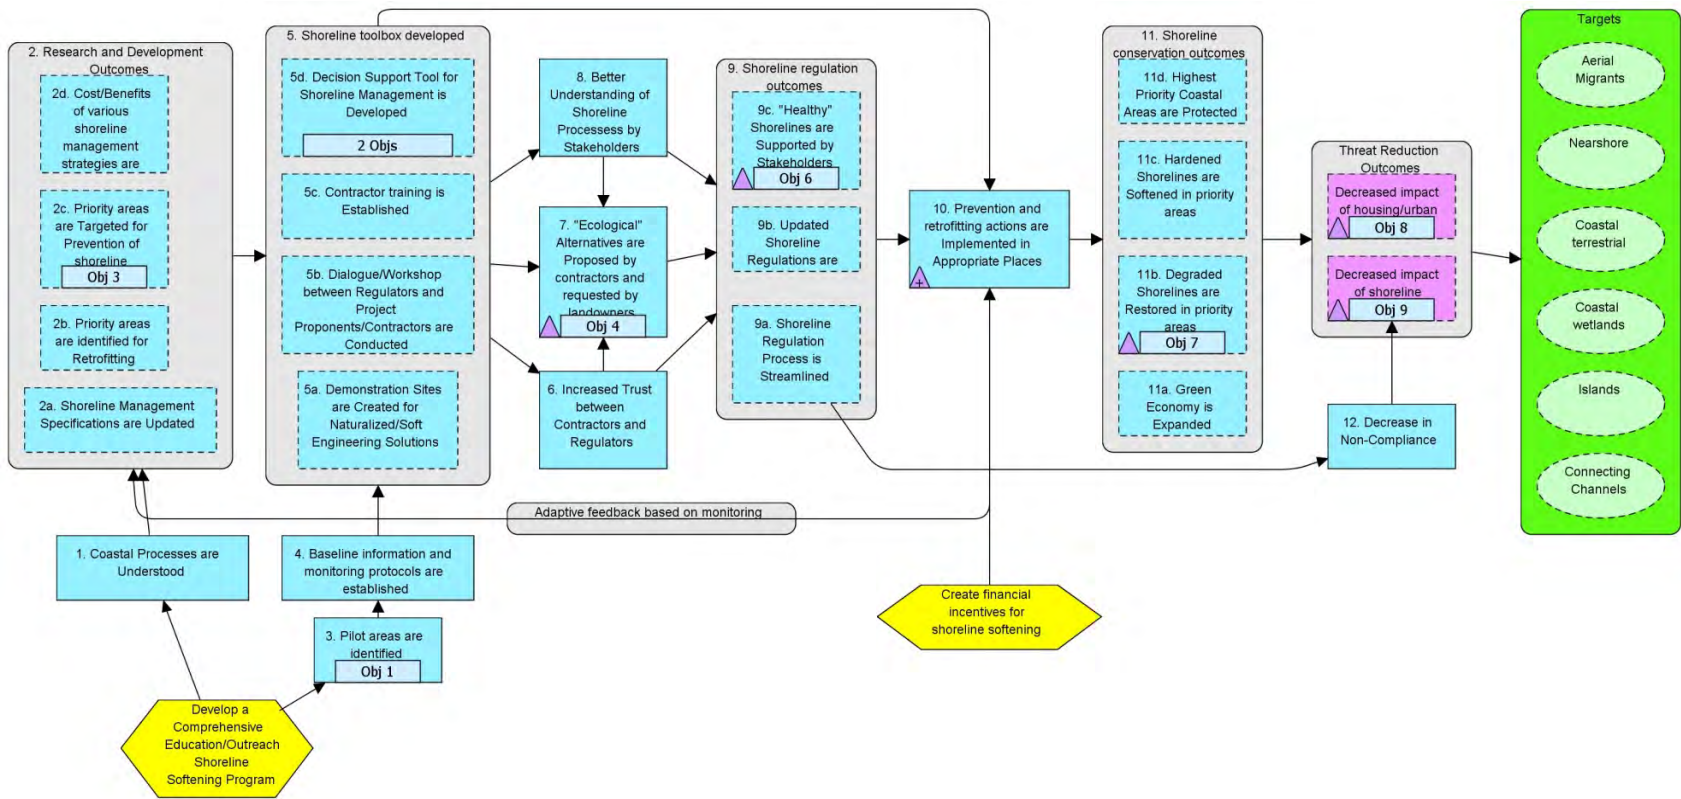 2. Research and Development
Outcomes
2d. Cost/Benefits
of various
shoreline
management
strategies are
2c. Priority areas
are Targeted for
Prevention of
shoreline
Obj 3
2b. Priority areas
are identified for
Retrofitting
2a. Shoreline Management
Specifications are Updated
1. Coastal Processes are
Understood
Develop a
Comprehensive
Education/Outreach
Shoreline
Softening Program
5. Shoreline toolbox developed
5d. Decision Support Tool for
Shoreline Management is
Developed
2 Objs
5c. Contractor training is
Established
5b. Dialogue/Workshop
between Regulators and
Project
Proponents/Contractors are
Conducted
5a. Demonstration Sites
are Created for
Naturalized/Soft
Engineering Solutions
4. Baseline information and
monitoring protocols are
established
3. Pilot areas are
identified
Obj 1
8. Better
Understanding of
Shoreline
Processess by
Stakeholders
7. "Ecological"
Alternatives are
Proposed by
contractors and
requested by
landowners
Obj 4
6. Increased Trust
between
Contractors and
Regulators
Adaptive feedback based on monitoring
9. Shoreline regulation
outcomes
9c. "Healthy"
Shorelines are
Supported by
Stakeholders
Obj 6
9b. Updated
Shoreline
Regulations are
9a. Shoreline
Regulation
Process is
Streamlined
10. Prevention and
retrofitting actions are
Implemented in
Appropriate Places
+
Create financial
incentives for
shoreline softening
11. Shoreline
conservation outcomes
11d. Highest
Priority Coastal
Areas are Protected
11c. Hardened
Shorelines are
Softened in priority
areas
11b. Degraded
Shorelines are
Restored in priority
areas
Obj 7
11a. Green
Economy is
Expanded
Threat Reduction
Outcomes
Decreased impact
of housing/urban
Obj 8
Decreased impact
of shoreline
Obj 9
12. Decrease in
Non-Compliance
Targets
Aerial
Migrants
Nearshore
Coastal
terrestrial
Coastal
wetlands
Islands
Connecting
Channels